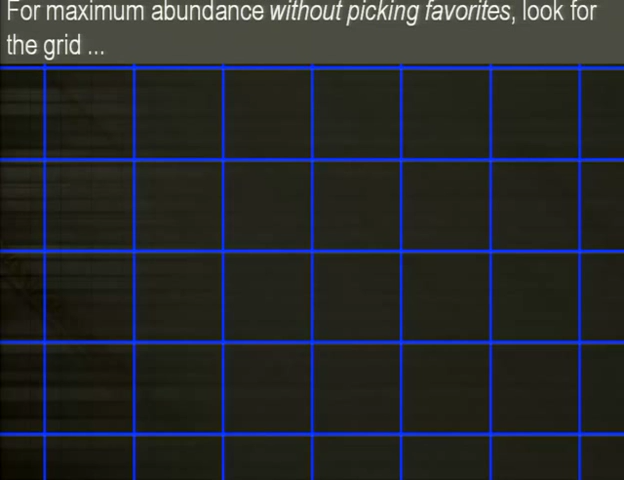 For maximum abundance without picking favorites, look for
the grid ...